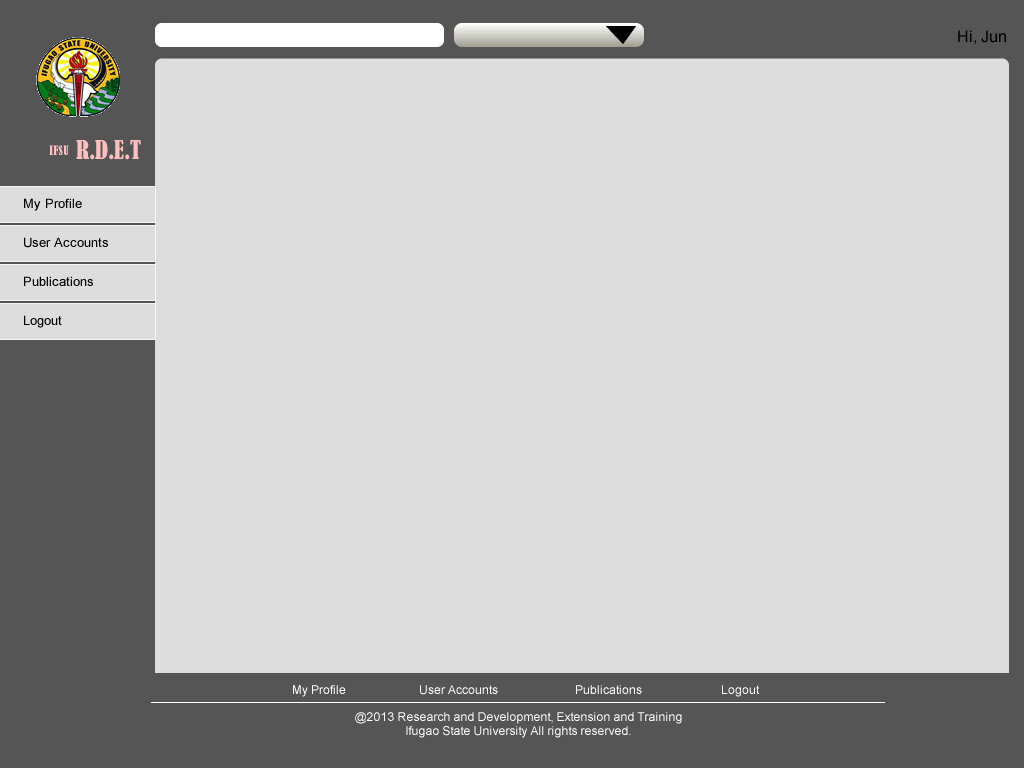 Hi, Jun
IFUGAO STATE UNIVERSITY
IFSU R.D.E.T
My Profile
User Accounts
Publications
Logout
My Profile User Accounts Publications Logout
@2013 Research and Development, Extension and Training
Ifugao State University All rights reserved.